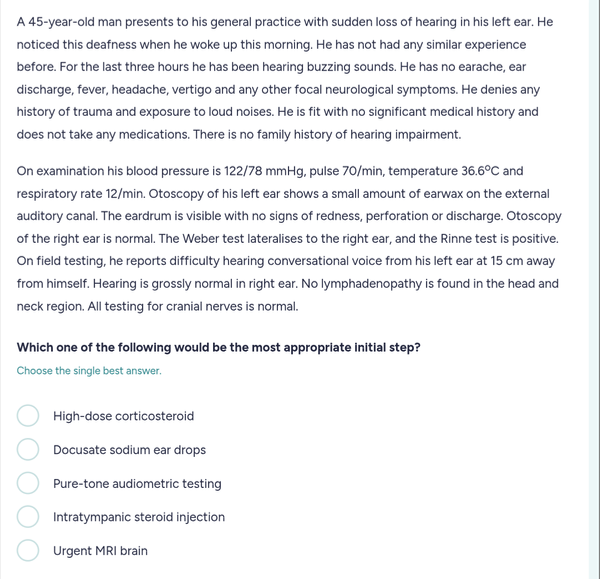 A 45-year-old man presents to his general practice with sudden loss of hearing in his left ear. He
noticed this deafness when he woke up this morning. He has not had any similar experience
before. For the last three hours he has been hearing buzzing sounds. He has no earache, ear
discharge, fever, headache, vertigo and any other focal neurological symptoms. He denies any
history of trauma and exposure to loud noises. He is fit with no significant medical history and
does not take any medications. There is no family history of hearing impairment.
On examination his blood pressure is 122/78 mmHg, pulse 70/min, temperature 36.6⁰C and
respiratory rate 12/min. Otoscopy of his left ear shows a small amount of earwax on the external
auditory canal. The eardrum is visible with no signs of redness, perforation or discharge. Otoscopy
of the right ear is normal. The Weber test lateralises to the right ear, and the Rinne test is positive.
On field testing, he reports difficulty hearing conversational voice from his left ear at 15 cm away
from himself. Hearing is grossly normal in right ear. No lymphadenopathy is found in the head and
neck region. All testing for cranial nerves is normal.
Which one of the following would be the most appropriate initial step?
Choose the single best answer.
High-dose corticosteroid
Docusate sodium ear drops
Pure-tone audiometric testing
Intratympanic steroid injection
Urgent MRI brain